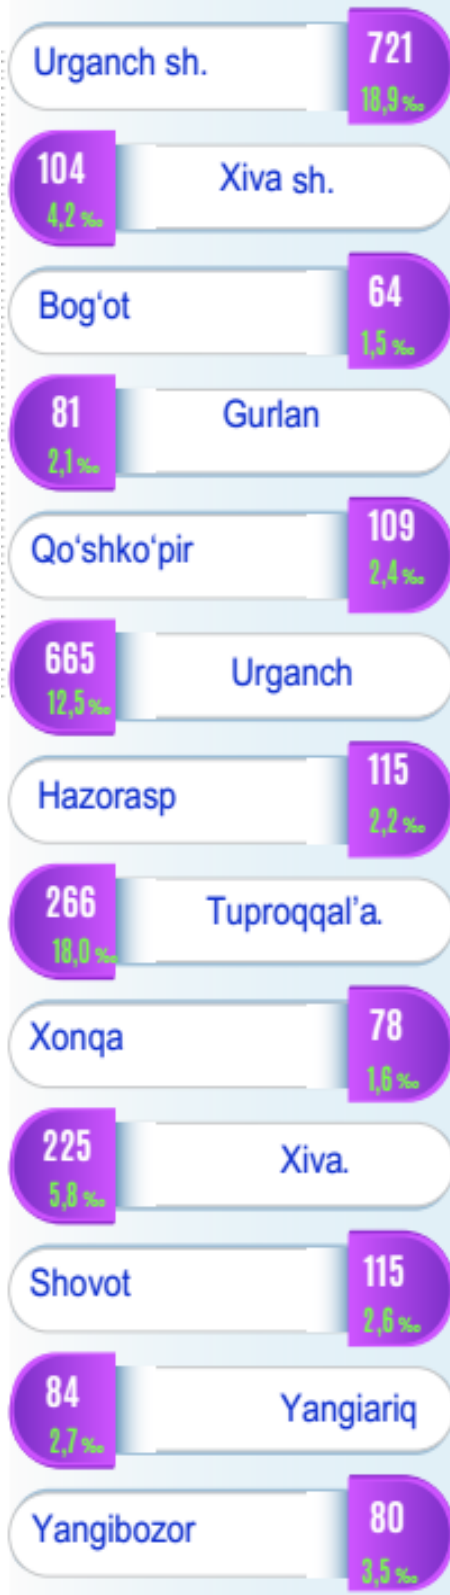 Urganch sh.
721
18,9 ‰
104
4,2 ‰
Xiva sh.
Bog‘ot
64
1,5 ‰
81
2,1 ‰
Gurlan
Qo‘shko‘pir
109
2,4 ‰
665
12,5 ‰
Urganch
Hazorasp
115
2,2 ‰
266
18,0 ‰
Tuproqqal’a.
Xonqa
78
1,6 ‰
225
5,8 ‰
Xiva.
Shovot
115
2,6 ‰
84
2,7 ‰
Yangiariq
Yangibozor
80
3,5 ‰